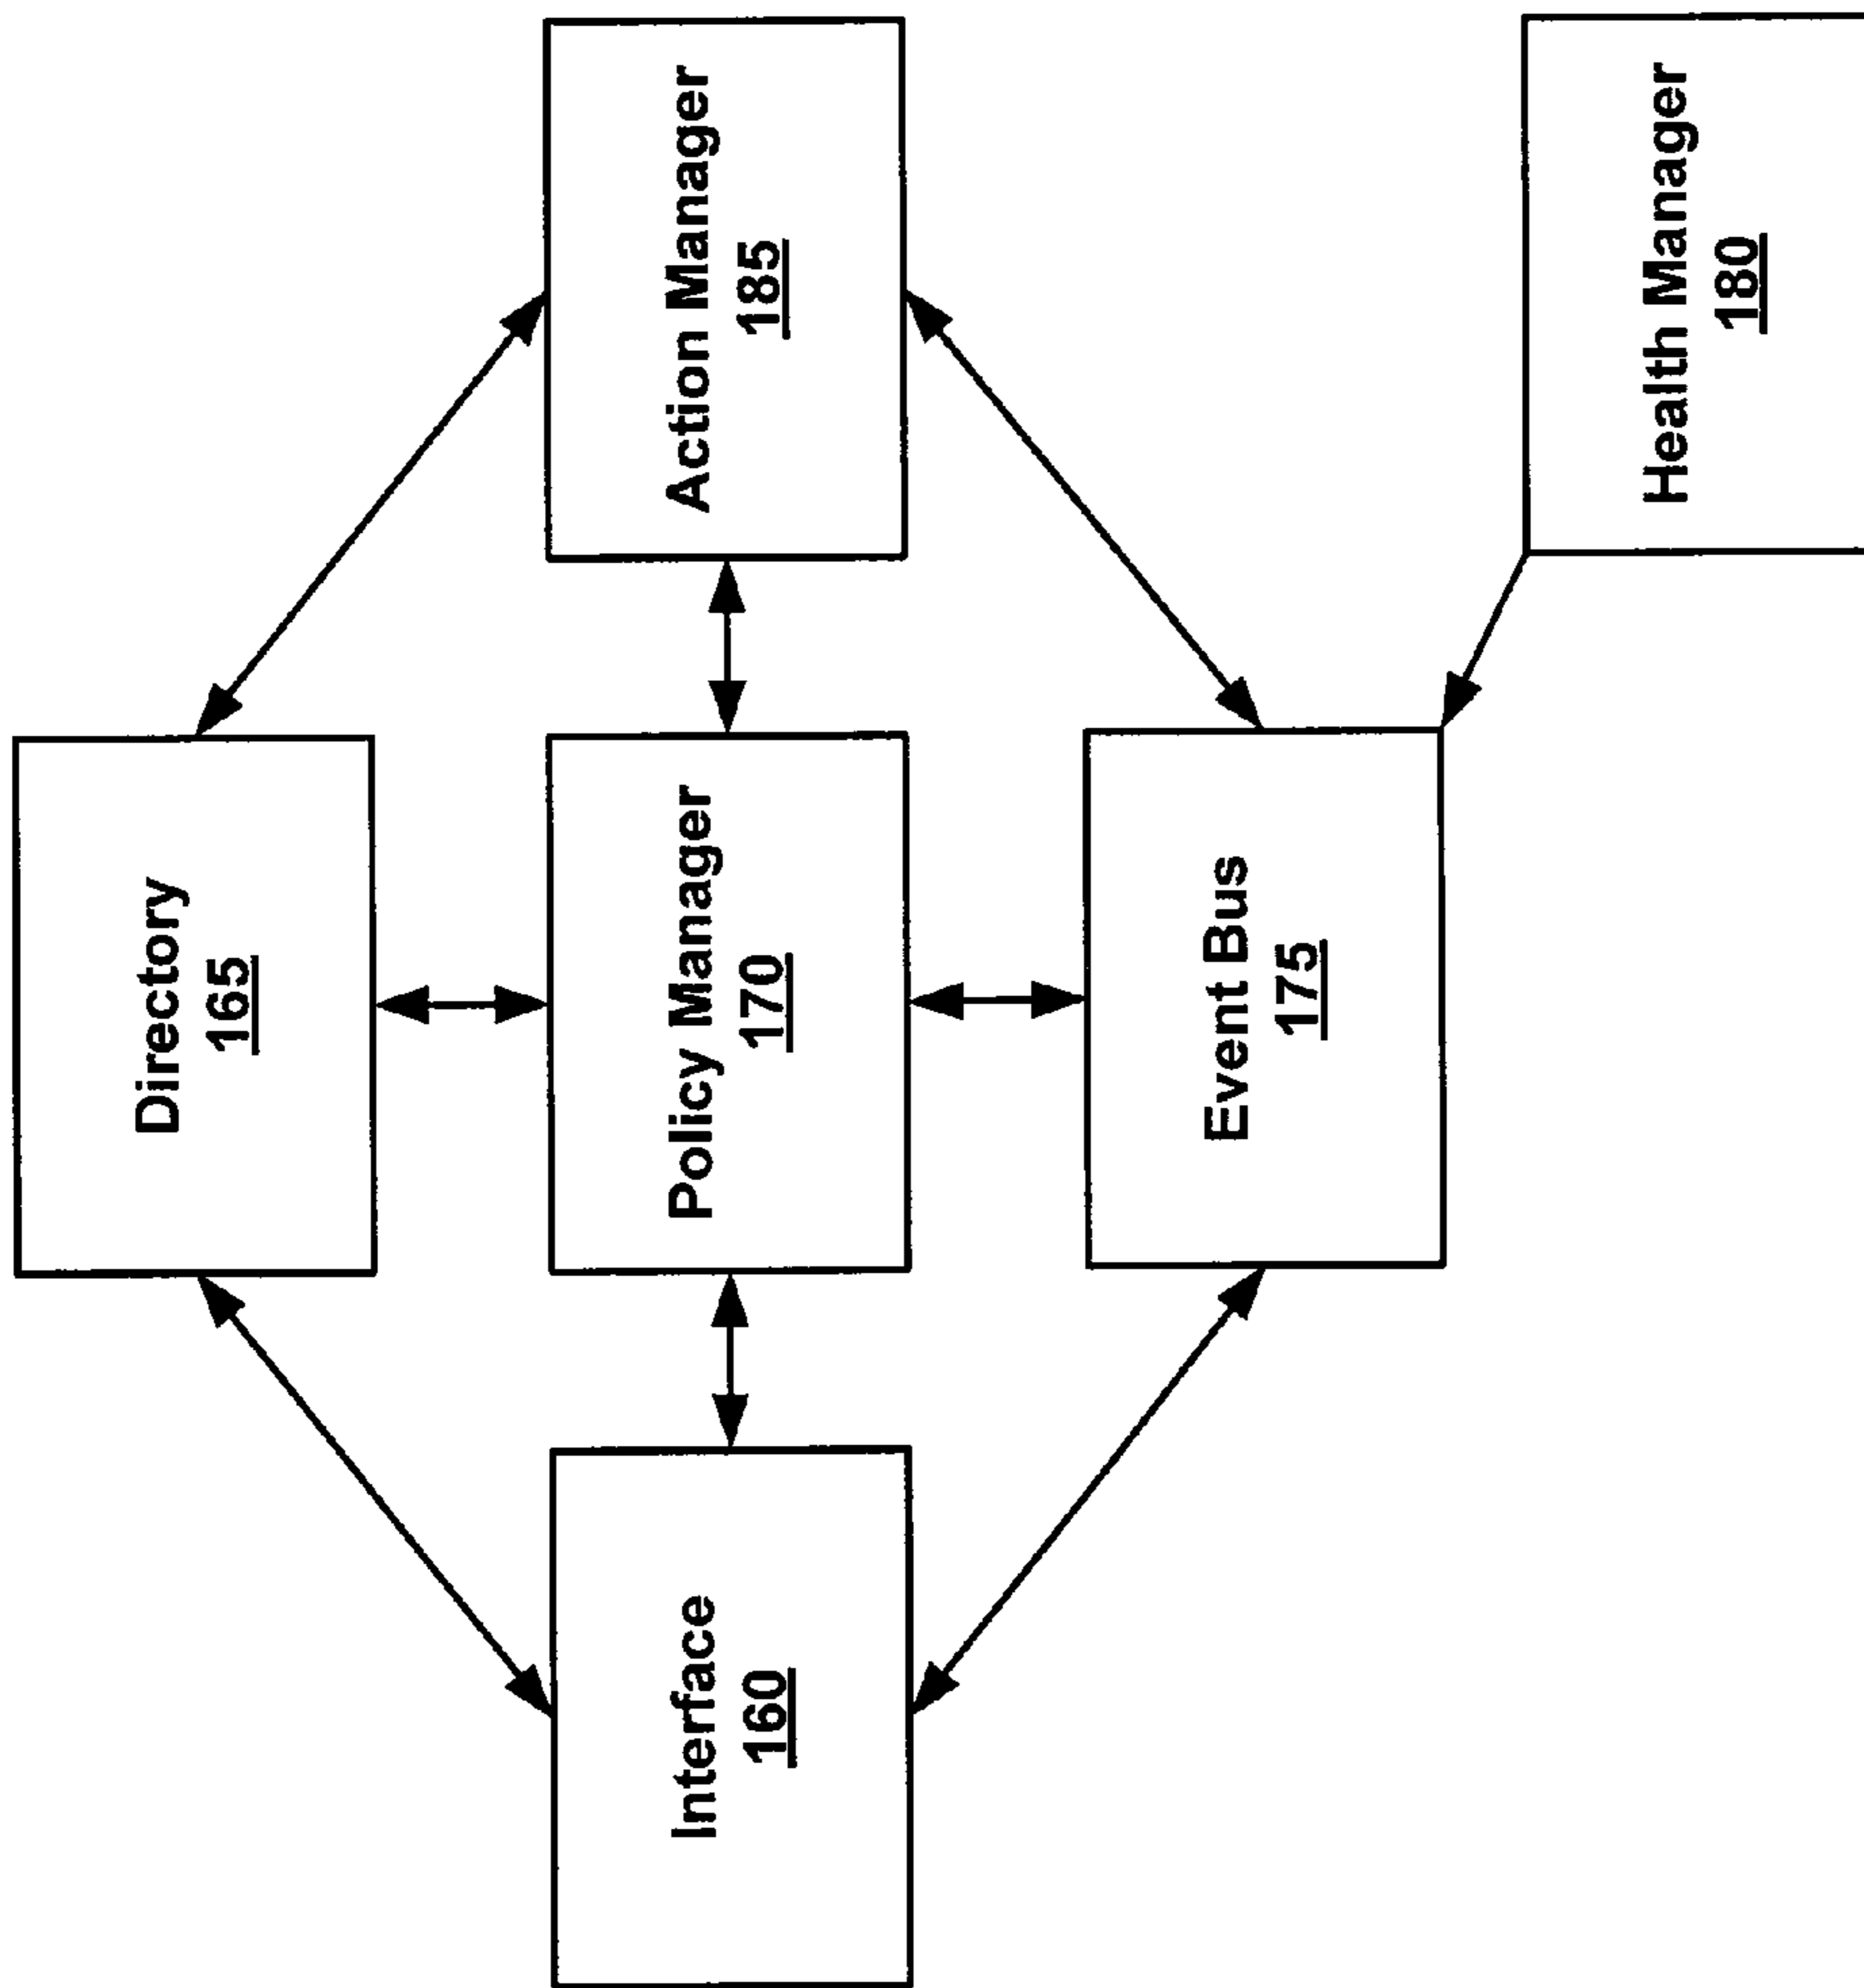 Directory
165
Interface
160
Policy Manager
170
Action Manager
185
Event Bus
175
Health Manager
180